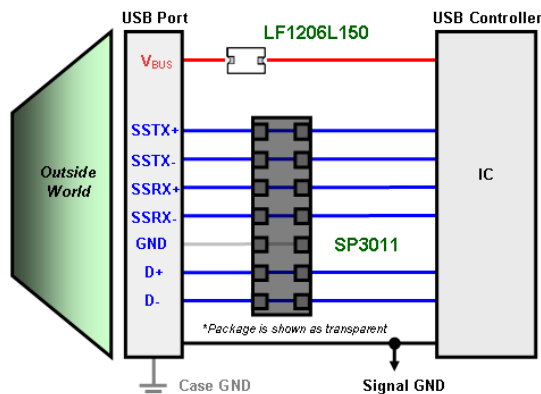 USB Port
USB Controller
LF1206L150
VBUS
SSTX+
SSTX-
Outside
World
SSRX+
IC
SSRX-
GND
SP3011
D+
D-
*Package is shown as transparent
Case GND
Signal GND